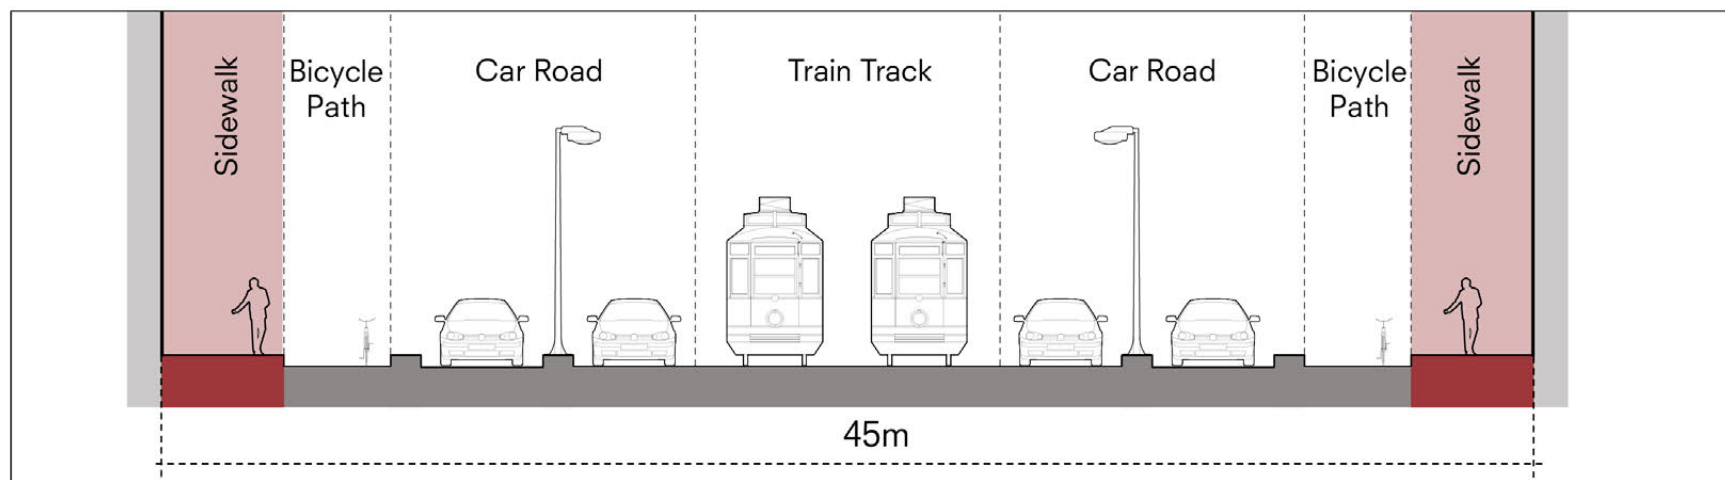 Sidewalk
Bicycle
Path
Car Road
Train Track
Car Road
Bicycle
Path
Sidewalk
45m